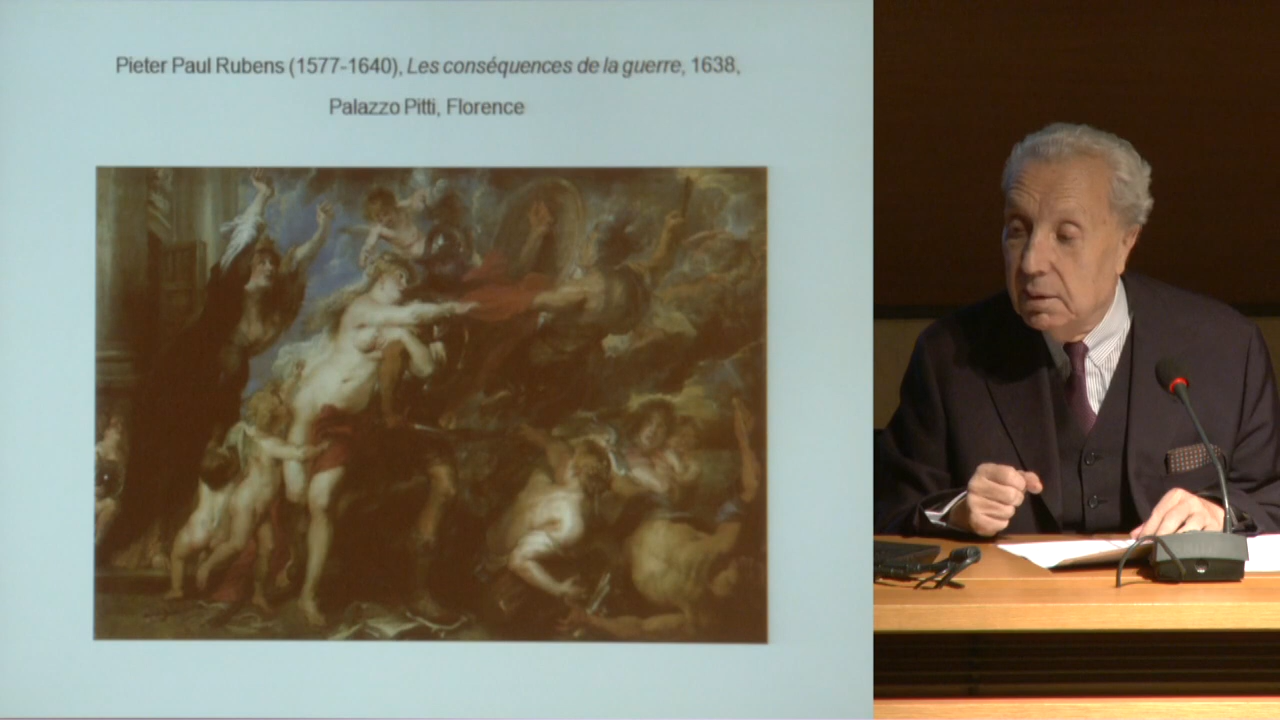 Pieter Paul Rubens (1577-1640), Les conséquences de la guerre, 1638,
Palazzo Pitti, Florence